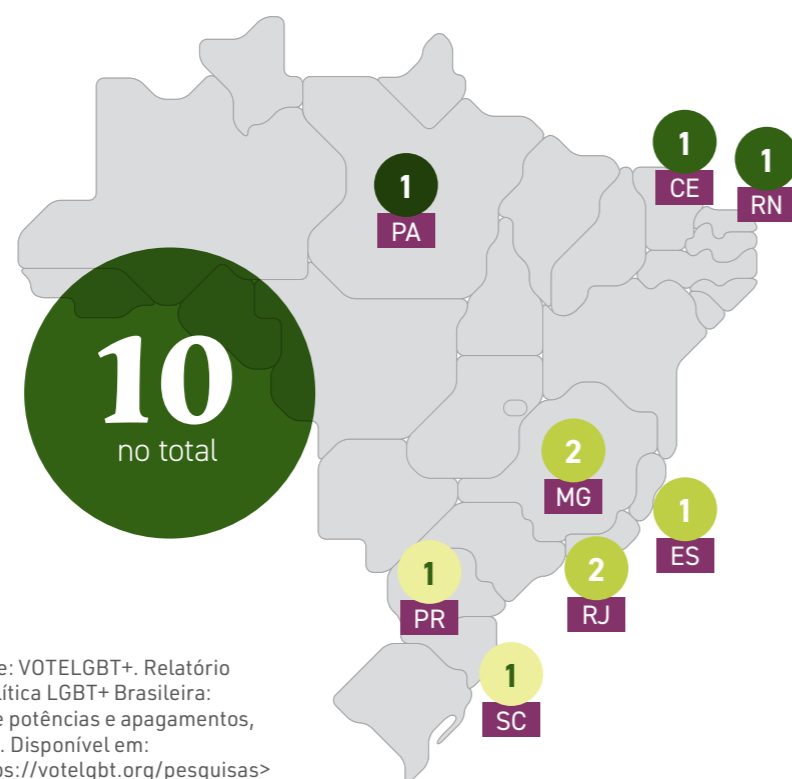 1
CE
1
RN
1
PA
10
no total
2
MG
1
ES
2
RJ
1
PR
1
SC
e: VOTELGBT+. Relatório
ítica LGBT+ Brasileira:
e potências e apagamentos,
. Disponível em:
ps://votelgbt.org/pesquisas>